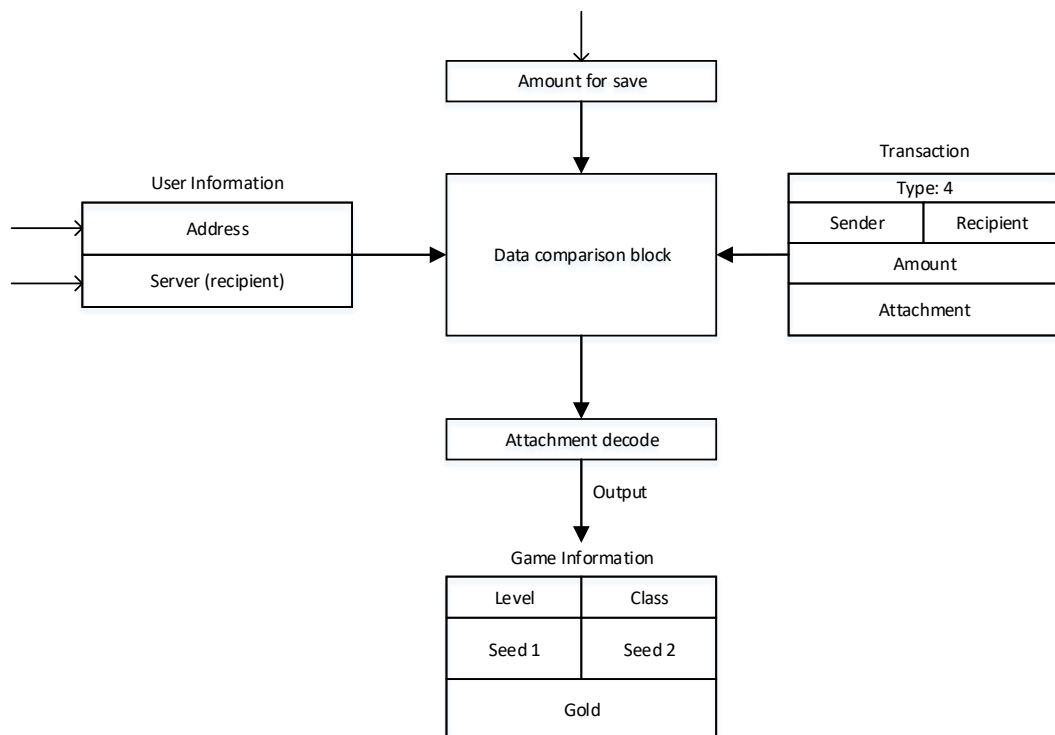 Amount for save
Transaction
User Information
Type: 4
Address
Sender
Recipient
Data comparison block
Amount
Server (recipient)
Attachment
Attachment decode
Output
Game Information
Level
Class
Seed 1
Seed 2
Gold